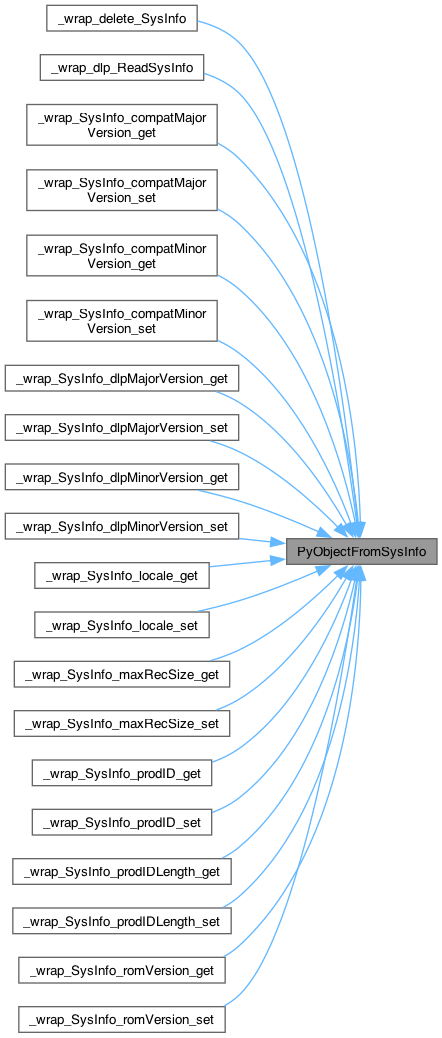 _wrap_delete_SysInfo
_wrap_dlp_ReadSysInfo
_wrap_SysInfo_compatMajor
Version_get
_wrap_SysInfo_compatMajor
Version_set
_wrap_SysInfo_compatMinor
Version_get
_wrap_SysInfo_compatMinor
Version_set
_wrap_SysInfo_dlpMajorVersion_get
_wrap_SysInfo_dlpMajorVersion_set
_wrap_SysInfo_dlpMinorVersion_get
_wrap_SysInfo_dlpMinorVersion_set
PyObjectFromSysInfo
_wrap_SysInfo_locale_get
_wrap_SysInfo_locale_set
_wrap_SysInfo_maxRecSize_get
_wrap_SysInfo_maxRecSize_set
_wrap_SysInfo_prodID_get
_wrap_SysInfo_prodID_set
_wrap_SysInfo_prodIDLength_get
_wrap_SysInfo_prodIDLength_set
_wrap_SysInfo_romVersion_get
_wrap_SysInfo_romVersion_set